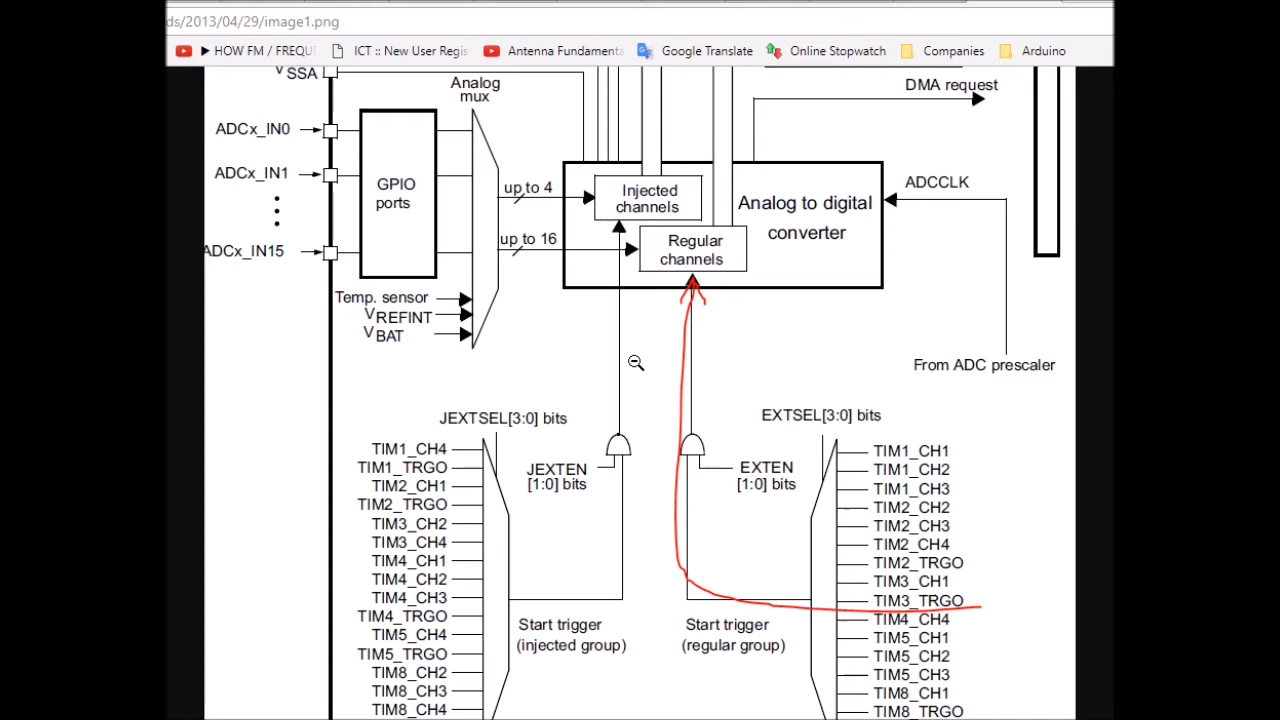 ds/2013/04/29/image1.png
HOW FM / FREQU
ICT :: New User Regis
Antenna Fundamenta
Google Translate
Online Stopwatch
Companies
Arduino
VSSA
Analog
mux
DMA request
ADCx_IN0
ADCx_IN1
ADCx_IN15
GPIO
ports
up to 4
up to 16
Injected
channels
Regular
channels
Analog to digital
converter
ADCCLK
Temp. sensor
VREFINT
VBAT
From ADC prescaler
JEXTSEL[3:0] bits
EXTSEL[3:0] bits
JEXTEN
[1:0] bits
EXTEN
[1:0] bits
TIM1_CH4
TIM1_TRGO
TIM2_CH1
TIM2_TRGO
TIM3_CH2
TIM3_CH4
TIM4_CH1
TIM4_CH2
TIM4_CH3
TIM4_TRGO
TIM5_CH4
TIM5_TRGO
TIM8_CH2
TIM8_CH3
TIM8_CH4
Start trigger
(injected group)
Start trigger
(regular group)
TIM1_CH1
TIM1_CH2
TIM1_CH3
TIM2_CH2
TIM2_CH3
TIM2_CH4
TIM2_TRGO
TIM3_CH1
TIM3_TRGO
TIM4_CH4
TIM5_CH1
TIM5_CH2
TIM5_CH3
TIM8_CH1
TIM8_TRGO